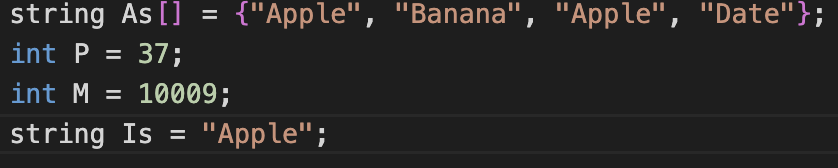 string As[] = {"Apple", "Banana", "Apple", "Date"};
int P = 37;
int M = 10009;
string Is = "Apple";